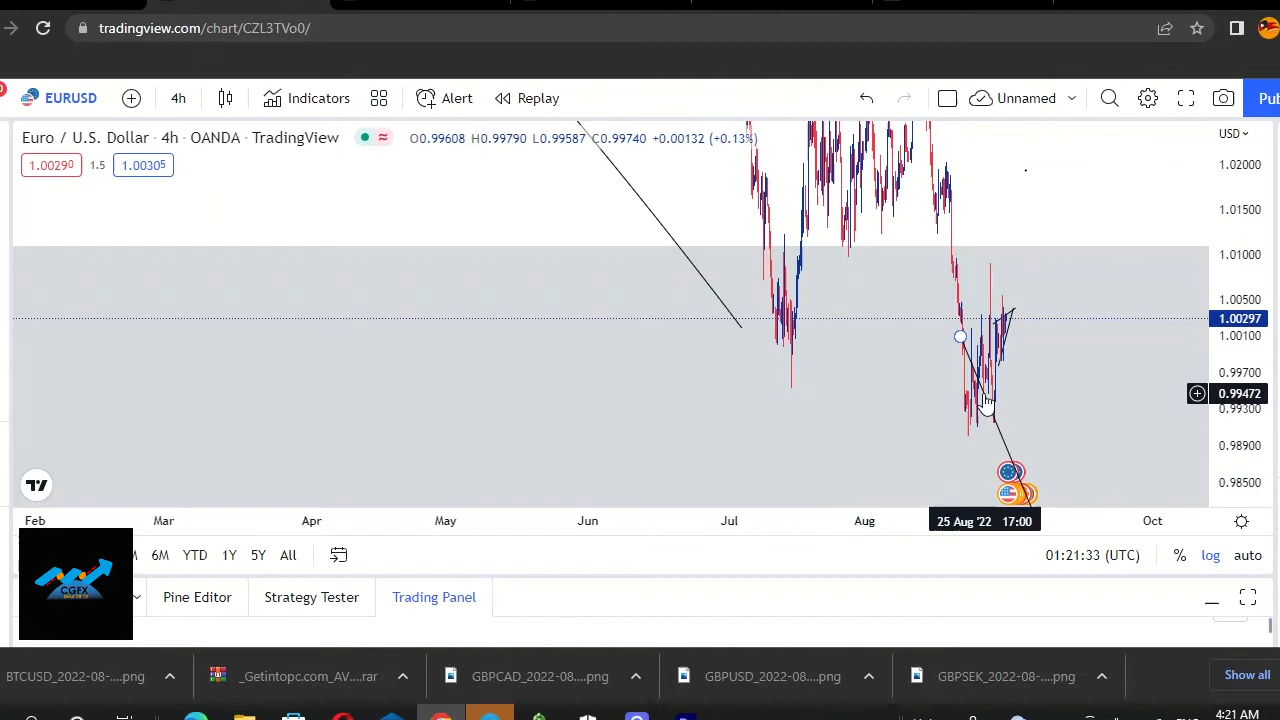 tradingview.com/chart/CZL3TVo0/
EURUSD
4h
Indicators
Alert
Replay
Unnamed
Pu
Euro / U.S. Dollar · 4h · OANDA · TradingView
O0.99608 H0.99790 L0.99587 C0.99740 +0.00132 (+0.13%)
USD
1.00290
1.5
1.00305
1.02000
1.01500
1.01000
1.00500
1.00297
1.00100
0.99700
0.99472
0.99300
0.98900
0.98500
Feb
Mar
Apr
May
Jun
Jul
Aug
25 Aug '22 17:00
Oct
6M
YTD
1Y
5Y
All
01:21:33 (UTC)
%
log
auto
CGFX
Pine Editor
Strategy Tester
Trading Panel
BTCUSD_2022-08-....png
_Getintopc.com_AV....rar
GBPCAD_2022-08....png
GBPUSD_2022-08....png
GBPSEK_2022-08-....png
Show all
4:21 AM